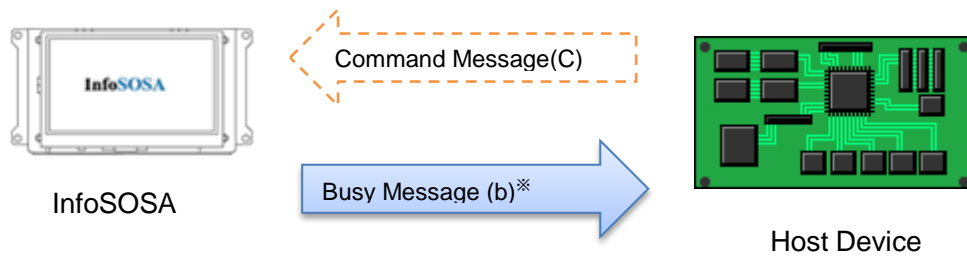 Command Message(C)
InfoSOSA
Busy Message (b)※
InfoSOSA
Host Device